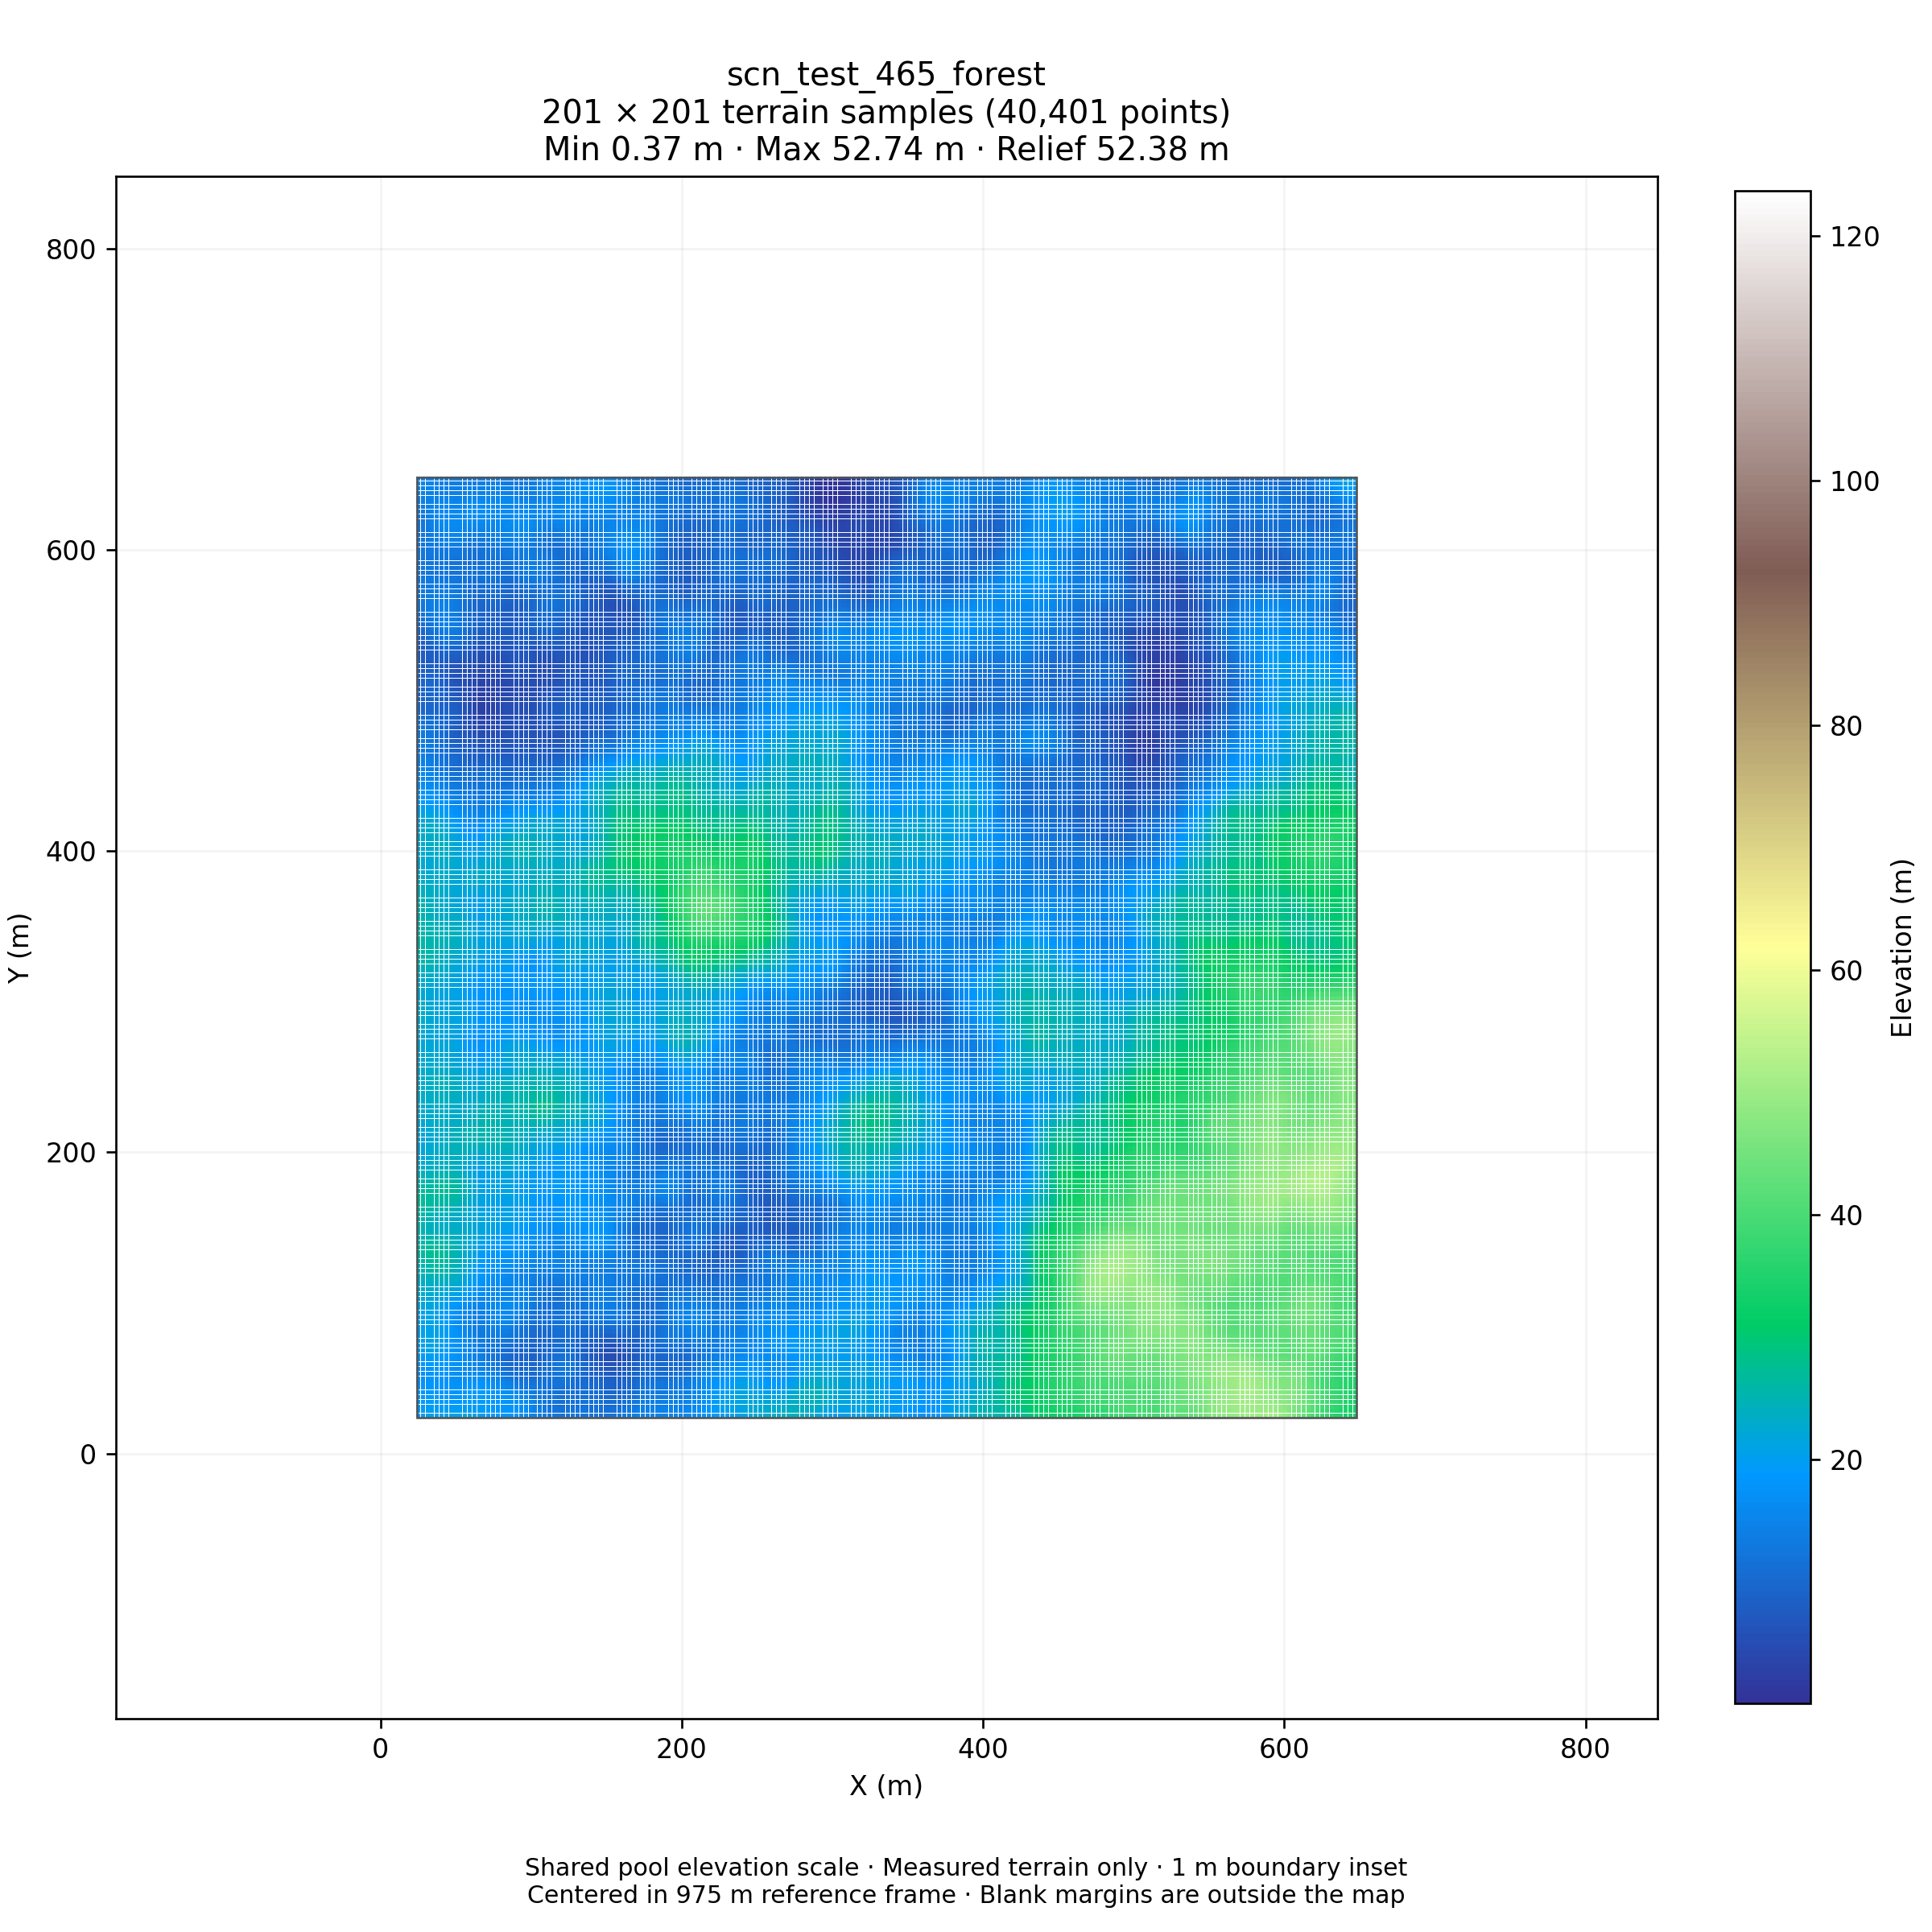 scn_test_465_forest
201 × 201 terrain samples (40,401 points)
Min 0.37 m · Max 52.74 m · Relief 52.38 m
800
600
400
200
0
Y (m)
0 200 400 600 800
X (m)
120
100
80
60
40
20
Elevation (m)
Shared pool elevation scale · Measured terrain only · 1 m boundary inset
Centered in 975 m reference frame · Blank margins are outside the map